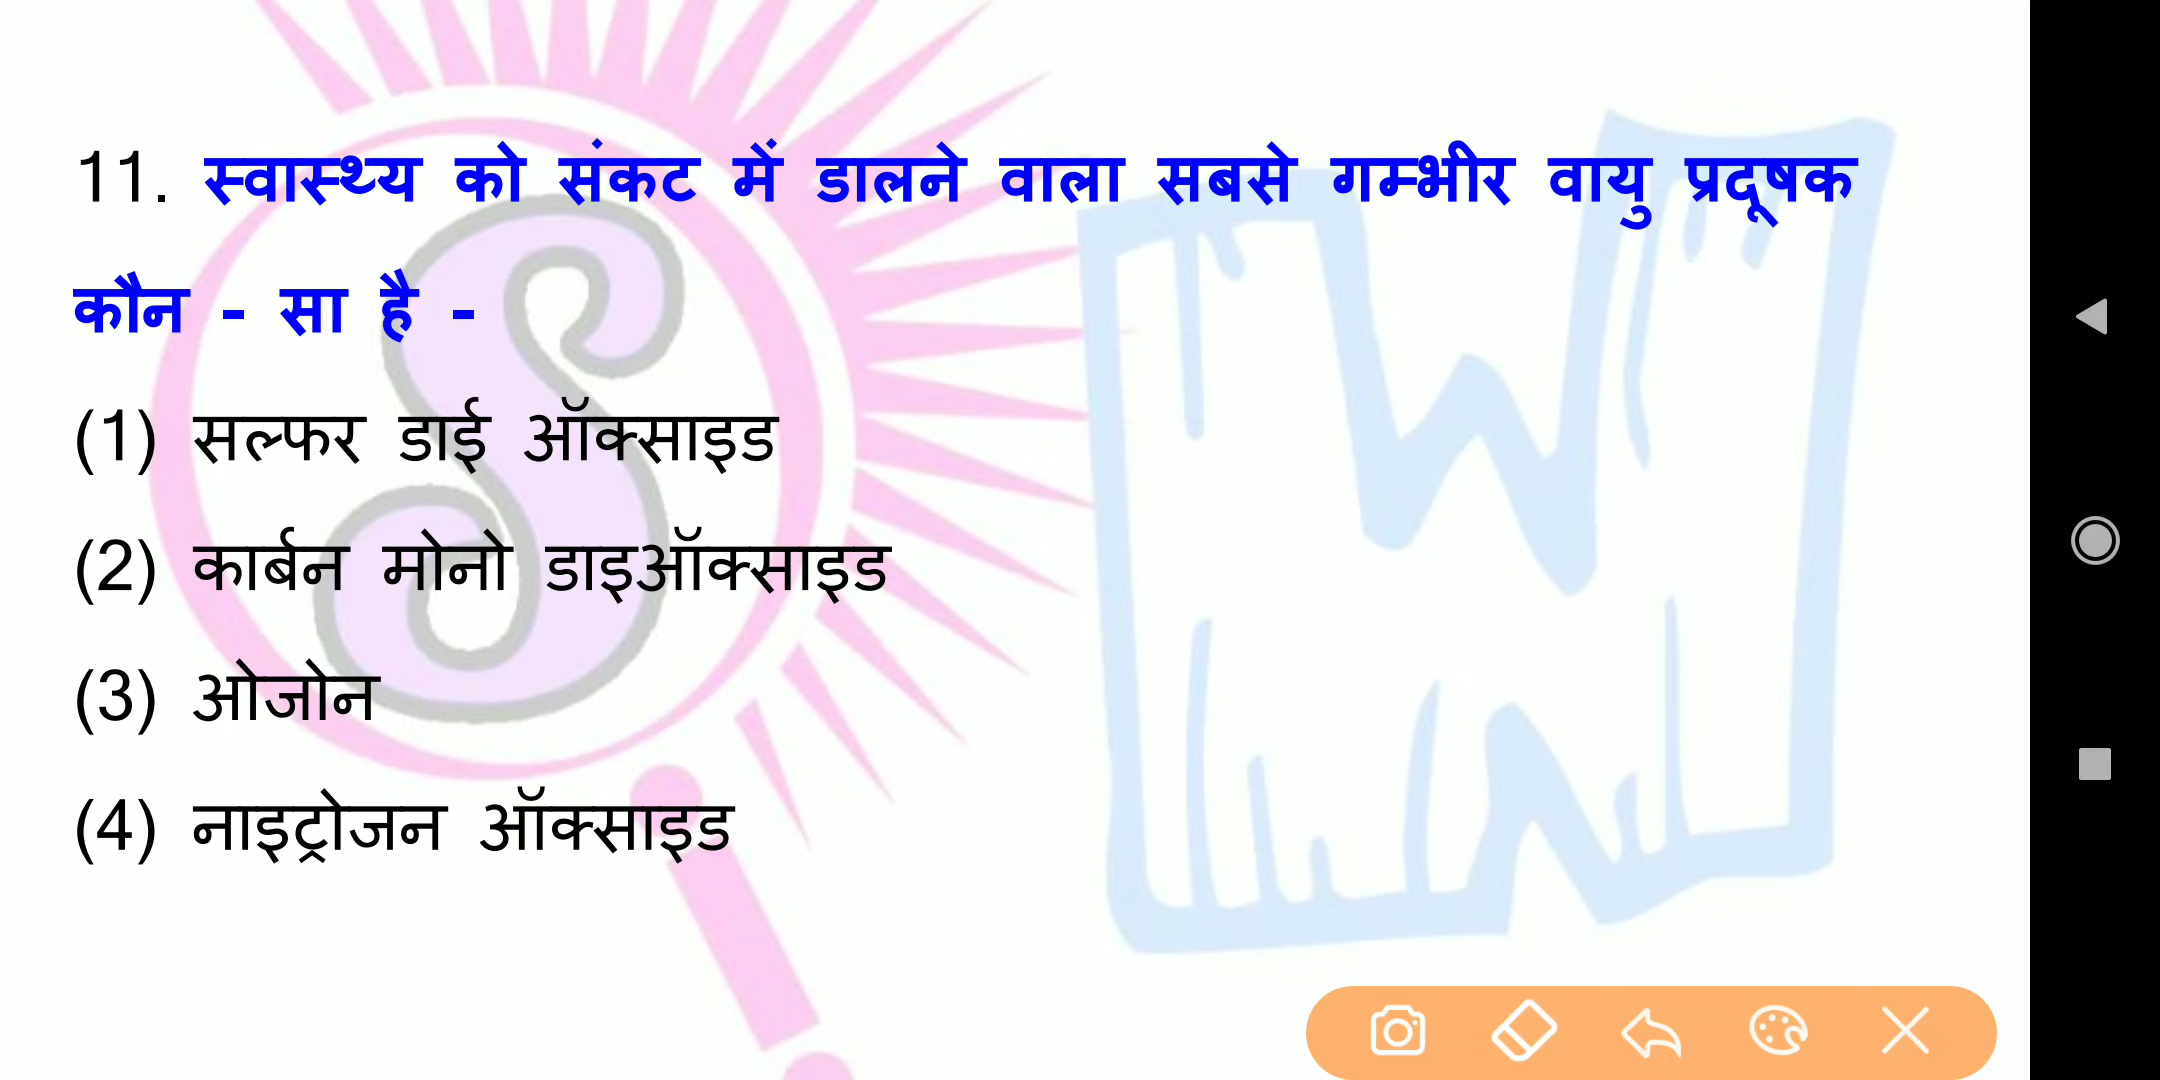 11. स्वास्थ्य को संकट में डालने वाला सबसे गम्भीर वायु प्रदूषक
कौन - सा है -
(1) सल्फर डाई ऑक्साइड
(2) कार्बन मोनो डाइऑक्साइड
(3) ओजोन
(4) नाइट्रोजन ऑक्साइड